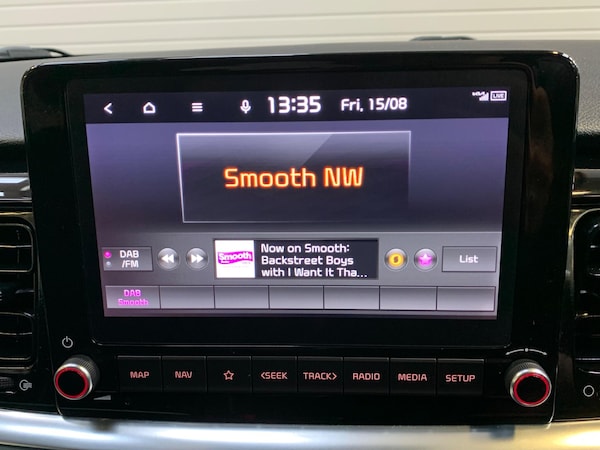 13:35 Fri, 15/08
LIVE
Smooth NW
DAB
/FM
Smooth
Now on Smooth:
Backstreet Boys
with I Want It Tha...
List
DAB
Smooth
MAP NAV <SEEK TRACK> RADIO MEDIA SETUP